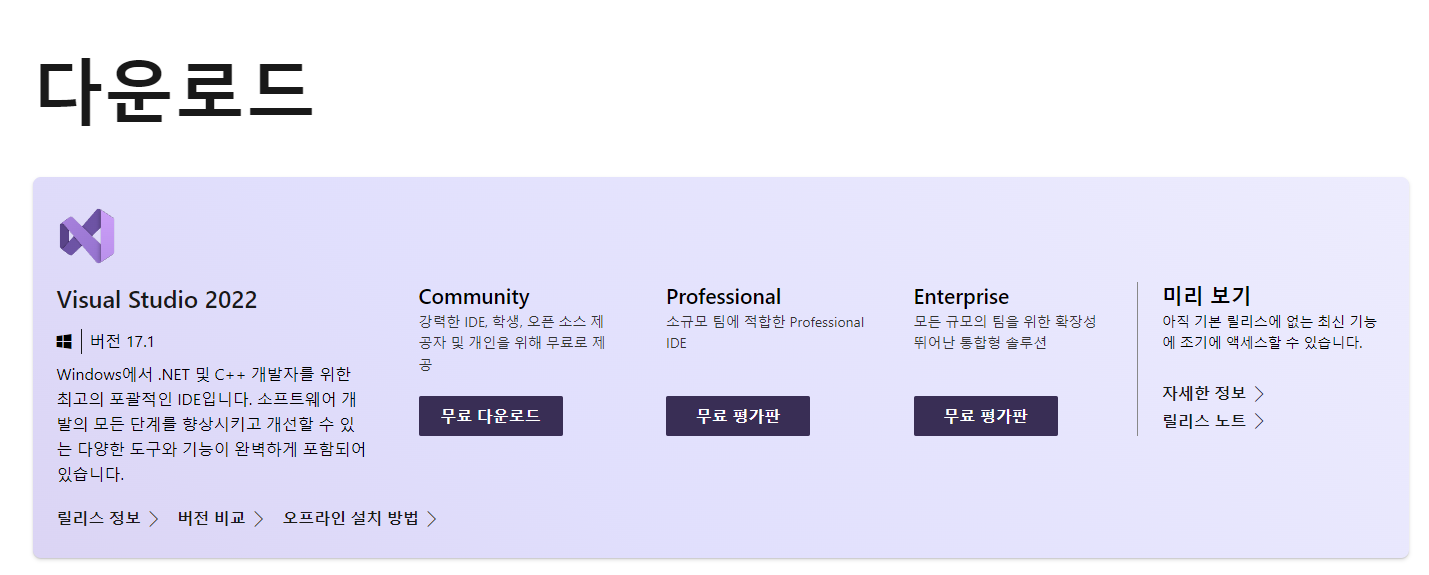 다운로드
Visual Studio 2022
버전 17.1
Windows에서 .NET 및 C++ 개발자를 위한
최고의 포괄적인 IDE입니다. 소프트웨어 개
발의 모든 단계를 향상시키고 개선할 수 있
는 다양한 도구와 기능이 완벽하게 포함되어
있습니다.
릴리스 정보
버전 비교
오프라인 설치 방법
Community
강력한 IDE, 학생, 오픈 소스 제
공자 및 개인을 위해 무료로 제
공
무료 다운로드
Professional
소규모 팀에 적합한 Professional
IDE
무료 평가판
Enterprise
모든 규모의 팀을 위한 확장성
뛰어난 통합형 솔루션
무료 평가판
미리 보기
아직 기본 릴리스에 없는 최신 기능
에 조기에 액세스할 수 있습니다.
자세한 정보
릴리스 노트